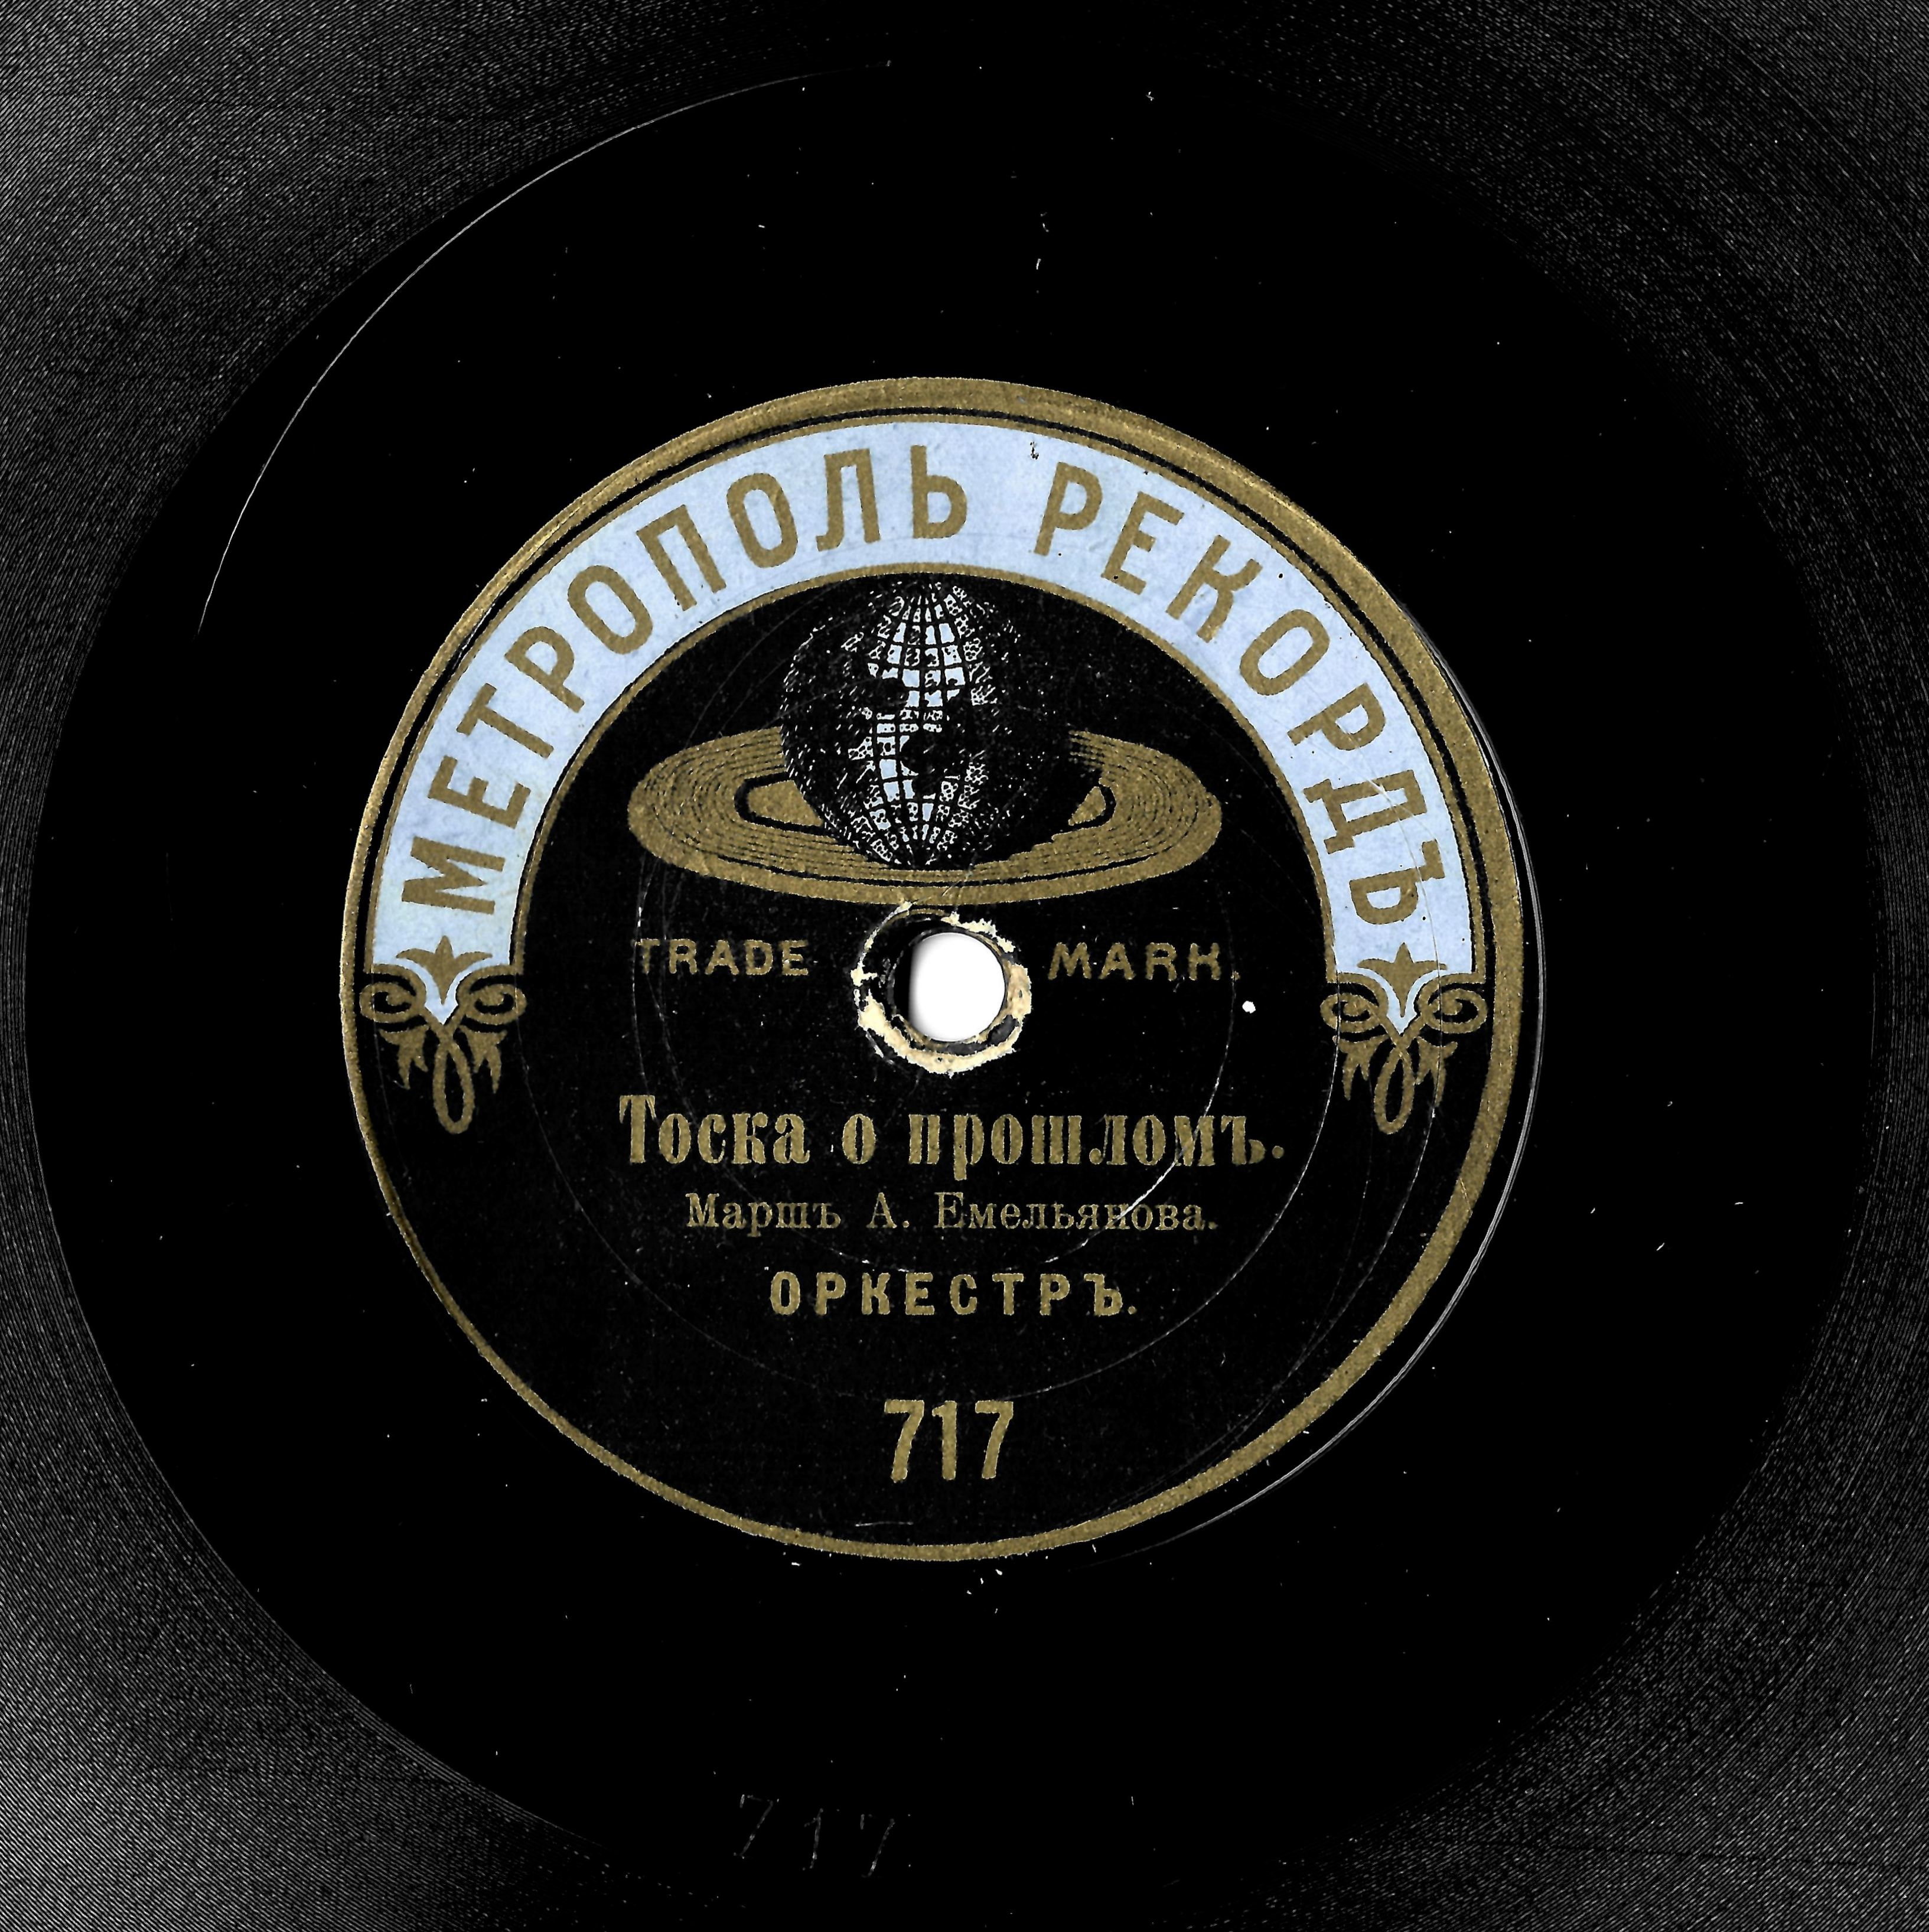 МЕТРОПОЛЬ РЕКОРДЪ
TRADE MARK.
Тоска о прошломъ.
Маршъ А. Емельянова.
ОРКЕСТРЪ.
717
717